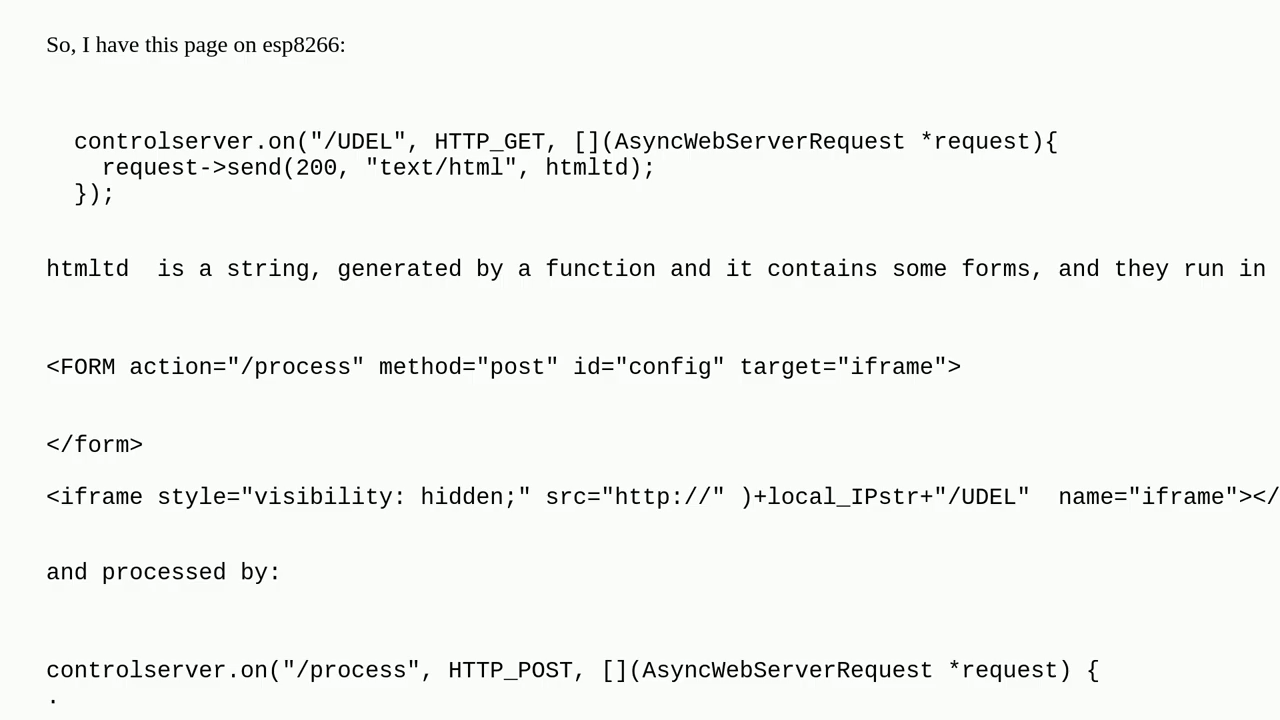 So, I have this page on esp8266:
controlserver.on("/UDEL", HTTP_GET, [](AsyncWebServerRequest *request){
request->send(200, "text/html", htmltd);
});
htmltd  is a string, generated by a function and it contains some forms, and they run in
<FORM action="/process" method="post" id="config" target="iframe">
</form>
<iframe style="visibility: hidden;" src="http://" )+local_IPstr+"/UDEL"  name="iframe"></
and processed by:
controlserver.on("/process", HTTP_POST, [](AsyncWebServerRequest *request) {
.